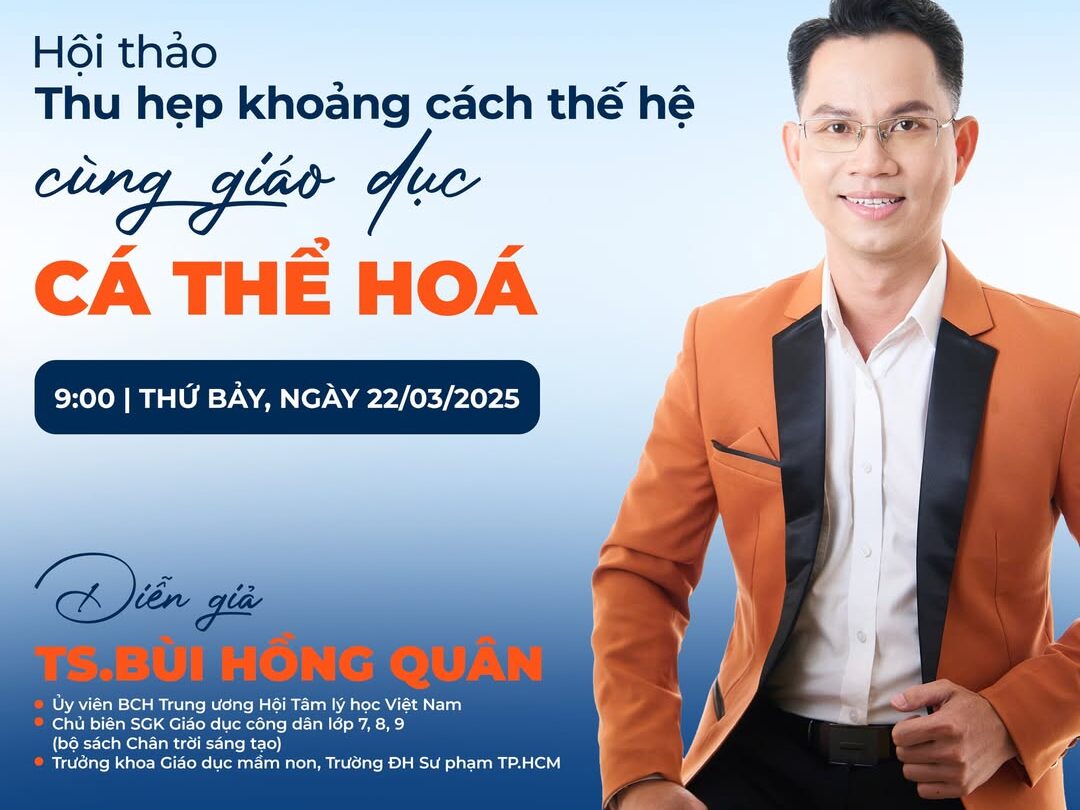 Hội thảo
Thu hẹp khoảng cách thế hệ
cùng giáo dục
CÁ THỂ HOÁ
9:00 | THỨ BẢY, NGÀY 22/03/2025
Diễn giả
TS.BÙI HỒNG QUÂN
Ủy viên BCH Trung ương Hội Tâm lý học Việt Nam
Chủ biên SGK Giáo dục công dân lớp 7, 8, 9
(bộ sách Chân trời sáng tạo)
Trưởng khoa Giáo dục mầm non, Trường ĐH Sư phạm TP.HCM